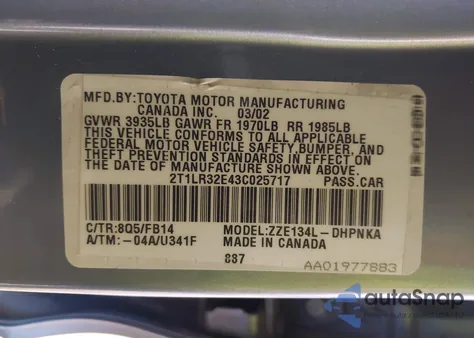 MFD.BY:TOYOTA MOTOR MANUFACTURING
CANADA INC. 03/02
GVWR 3935LB GAWR FR 1970LB RR 1985LB
THIS VEHICLE CONFORMS TO ALL APPLICABLE
FEDERAL MOTOR VEHICLE SAFETY,BUMPER, AND
THEFT PREVENTION STANDARDS IN EFFECT ON
THE DATE OF MANUFACTURE SHOWN ABOVE.
2T1LR32E43C025717 PASS.CAR
C/TR:8Q5/FB14 MODEL:ZZE134L-DHPNKA
A/TM:-04A/U341F MADE IN CANADA
887 AA01977883
autoSnap